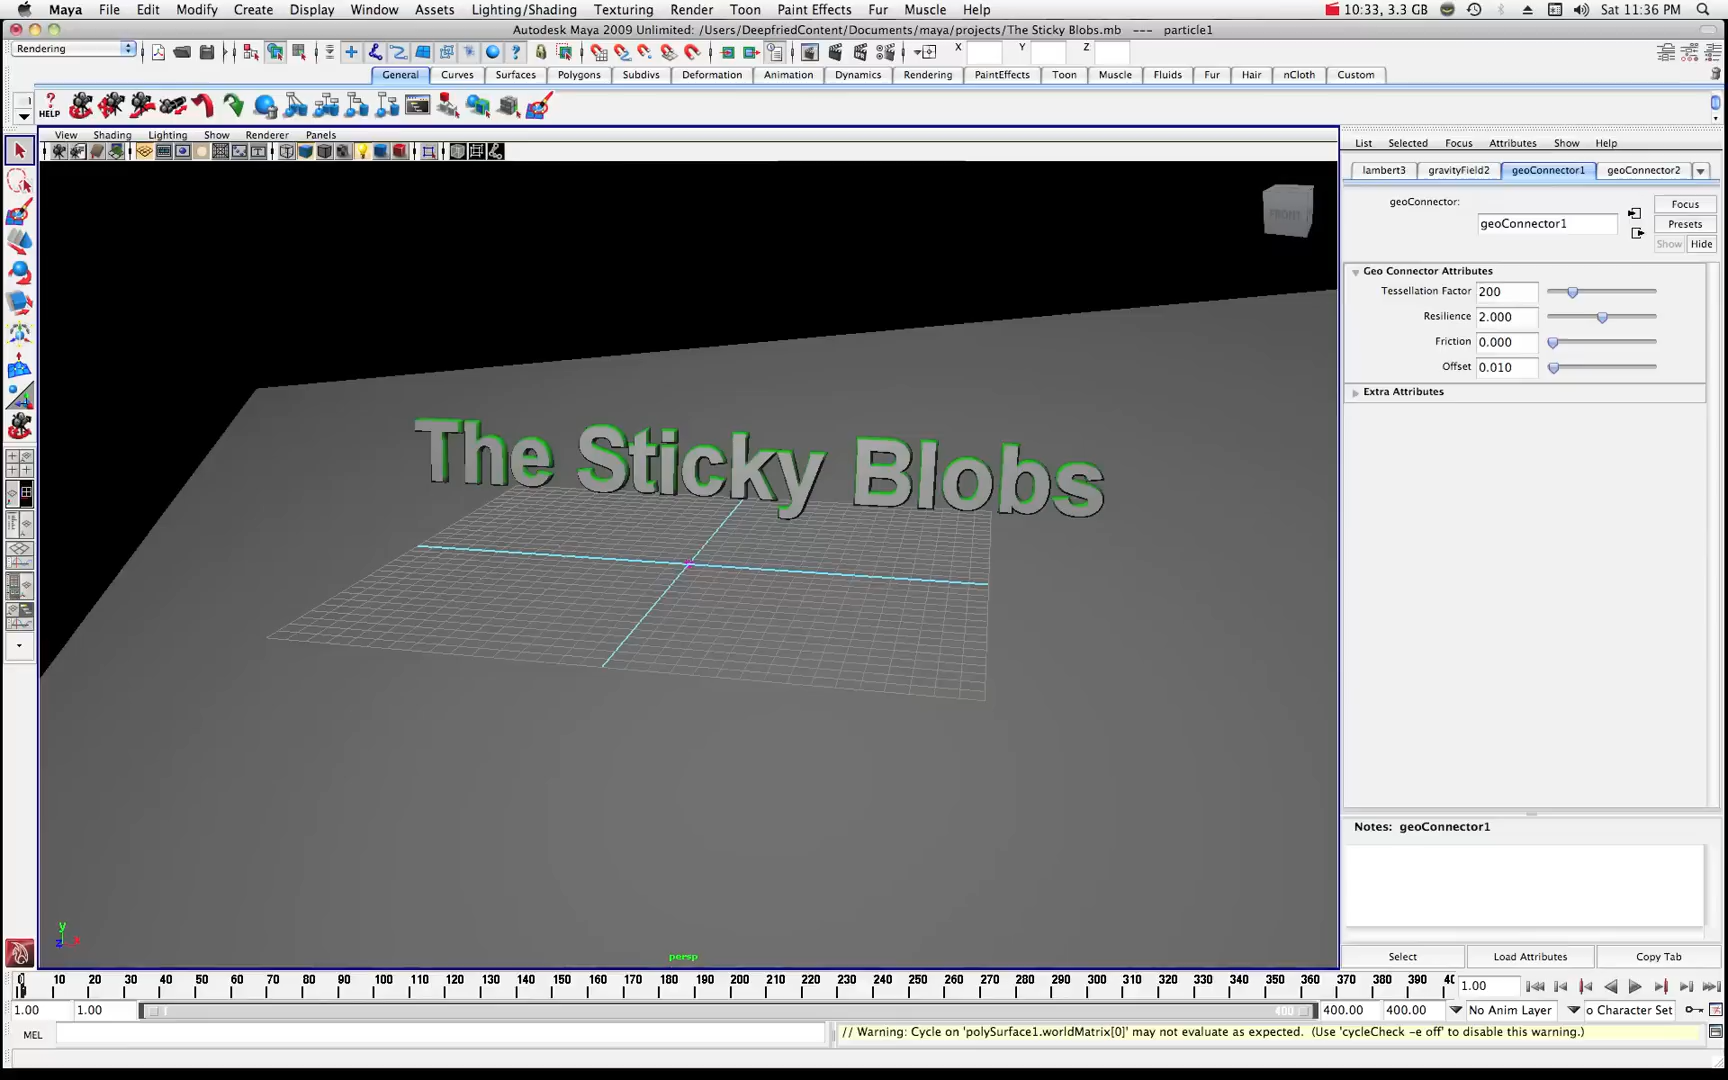 Maya File Edit Modify Create Display Window Assets Lighting/Shading Texturing Render Toon Paint Effects Fur Muscle Help 10:33, 3.3 GB Sat 11:36 PM
Autodesk Maya 2009 Unlimited: /Users/DeepfriedContent/Documents/maya/projects/The Sticky Blobs.mb --- particle1
Rendering X Y Z
General Curves Surfaces Polygons Subdivs Deformation Animation Dynamics Rendering PaintEffects Toon Muscle Fluids Fur Hair nCloth Custom
HELP
View Shading Lighting Show Renderer Panels
List Selected Focus Attributes Show Help
lambert3 gravityField2 geoConnector1 geoConnector2
geoConnector: Focus
geoConnector1 Presets
Show Hide
FRONT
Geo Connector Attributes
Tessellation Factor 200
Resilience 2.000
Friction 0.000
Offset 0.010
Extra Attributes
The Sticky Blobs
Notes: geoConnector1
y
z x
persp
Select Load Attributes Copy Tab
0 10 20 30 40 50 60 70 80 90 100 110 120 130 140 150 160 170 180 190 200 210 220 230 240 250 260 270 280 290 300 310 320 330 340 350 360 370 380 390 40 1.00
1.00 1.00 400 400.00 400.00 No Anim Layer o Character Set
MEL // Warning: Cycle on 'polySurface1.worldMatrix[0]' may not evaluate as expected. (Use 'cycleCheck -e off' to disable this warning.)